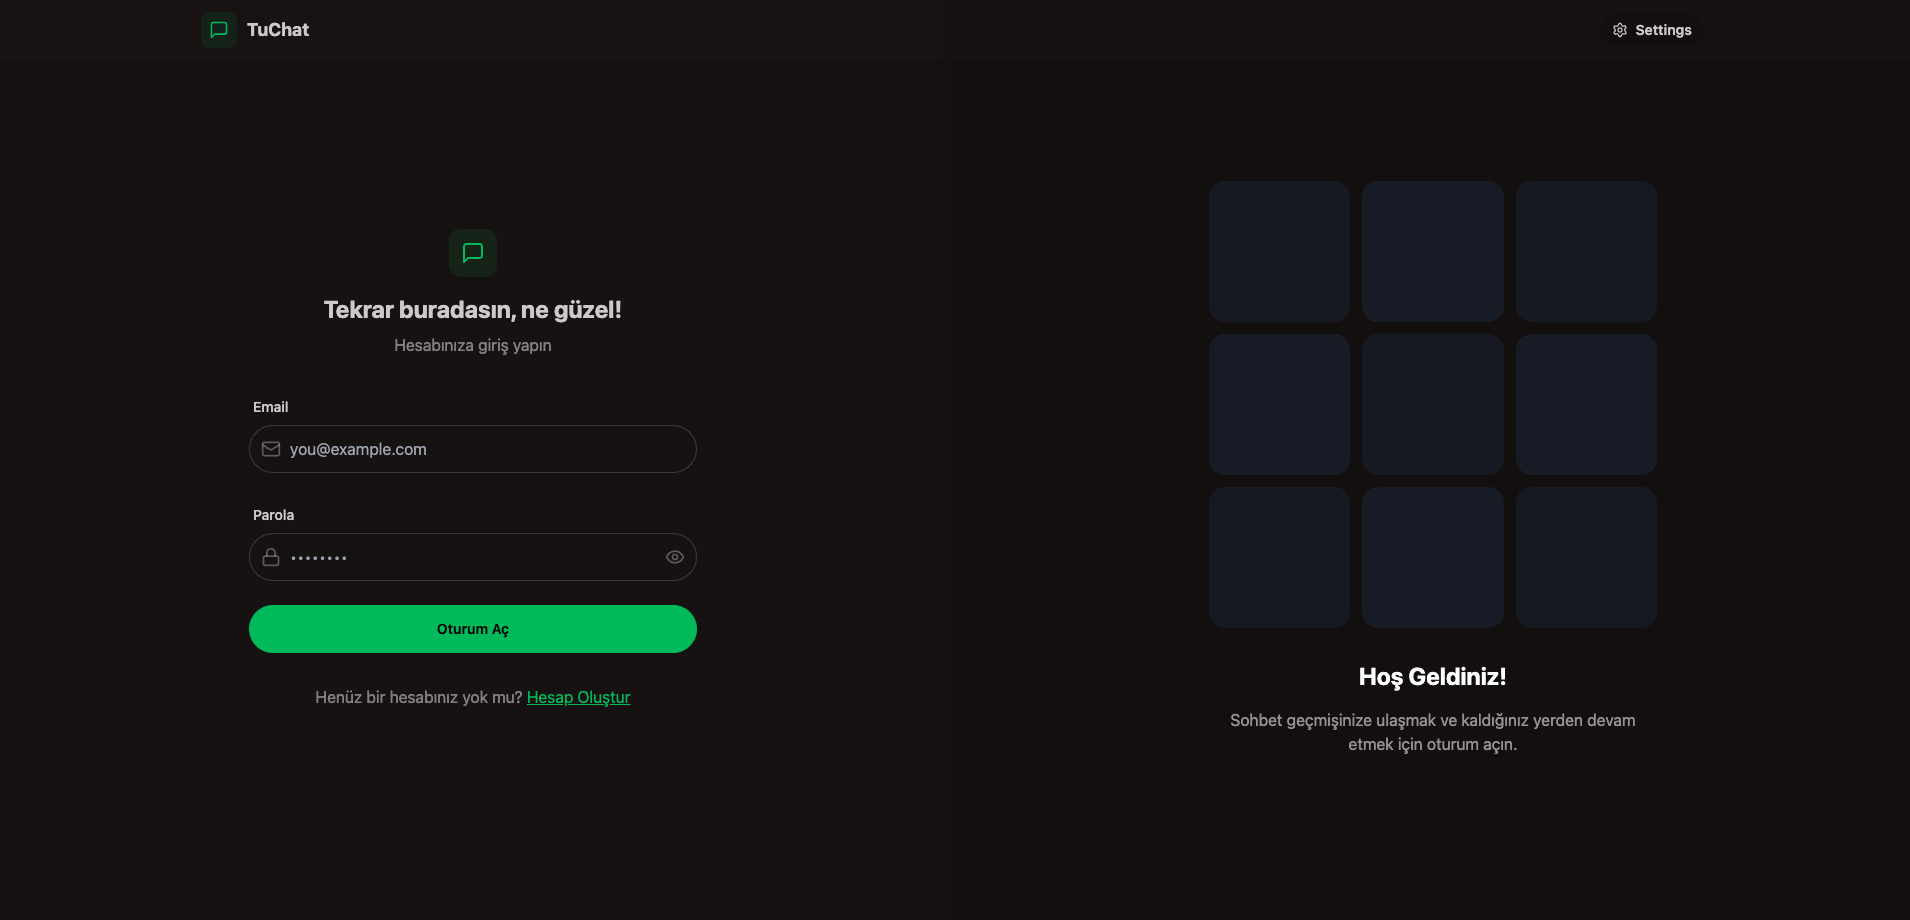 TuChat
Settings
Tekrar buradasın, ne güzel!
Hesabınıza giriş yapın
Email
you@example.com
Parola
••••••••
Oturum Aç
Henüz bir hesabınız yok mu? Hesap Oluştur
Hoş Geldiniz!
Sohbet geçmişinize ulaşmak ve kaldığınız yerden devam
etmek için oturum açın.